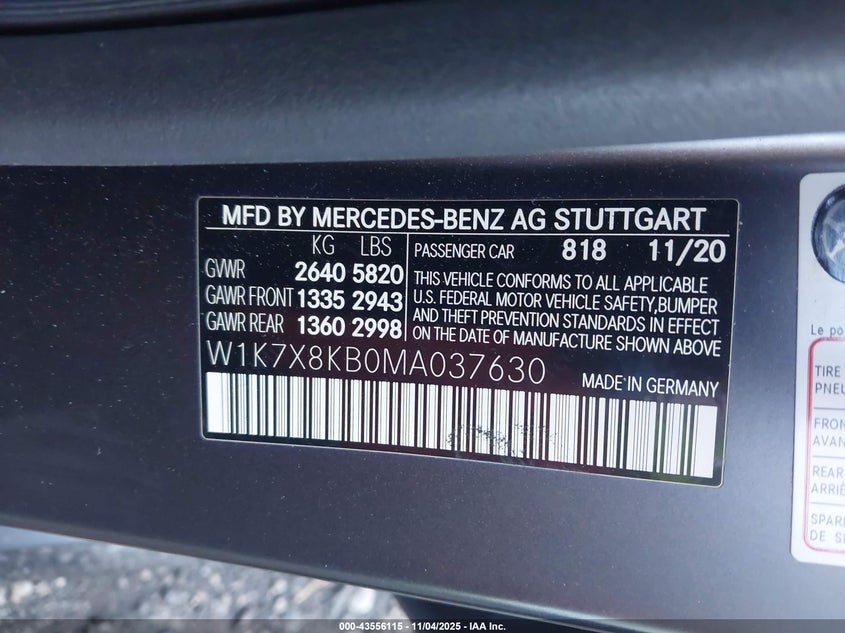 MFD BY MERCEDES-BENZ AG STUTTGART
KG LBS
GVWR 2640 5820
GAWR FRONT 1335 2943
GAWR REAR 1360 2998
PASSENGER CAR 818 11/20
THIS VEHICLE CONFORMS TO ALL APPLICABLE
U.S. FEDERAL MOTOR VEHICLE SAFETY,BUMPER
AND THEFT PREVENTION STANDARDS IN EFFECT
ON THE DATE OF MANUFACTURE SHOWN ABOVE
W1K7X8KB0MA037630
MADE IN GERMANY
Le
TIRE
FRON
AVAN
REAR
ARRIÈ
DE
000-43556115 - 11/04/2025 - IAA Inc.